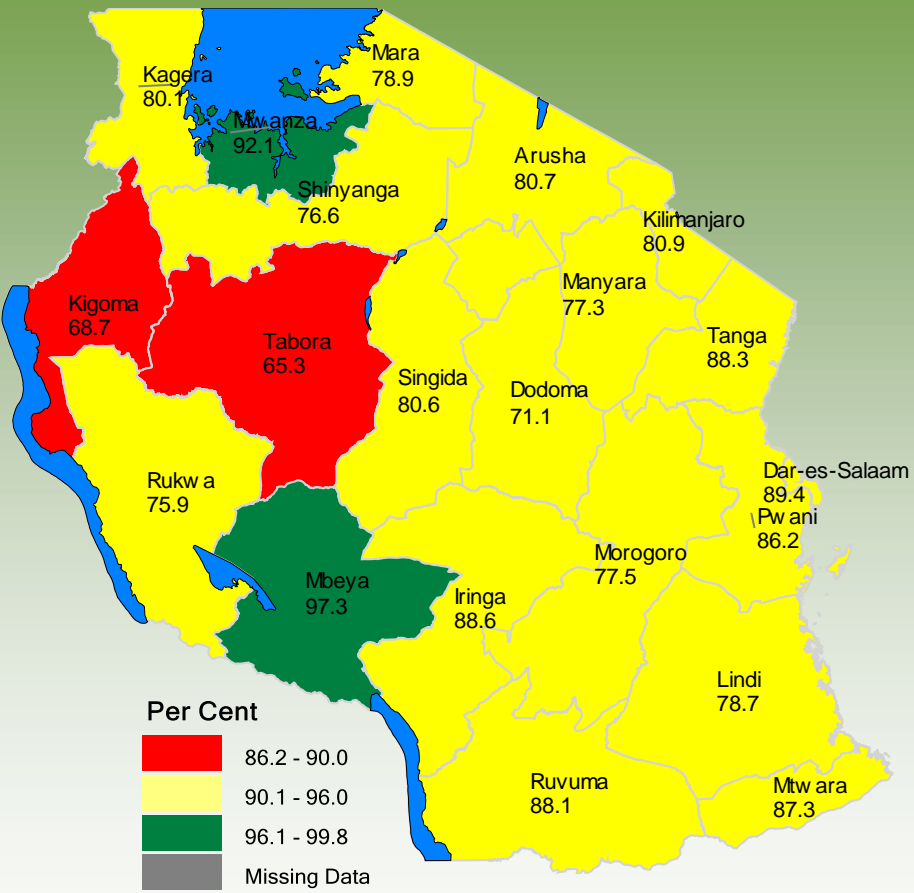 Mara
78.9
Kagera
80.1
Mwanza
92.1
Arusha
80.7
Shinyanga
76.6
Kilimanjaro
80.9
Manyara
77.3
Kigoma
68.7
Tanga
88.3
Tabora
65.3
Singida
80.6
Dodoma
71.1
Rukwa
75.9
Dar-es-Salaam
89.4
Pwani
86.2
Morogoro
77.5
Mbeya
97.3
Iringa
88.6
Lindi
78.7
Ruvuma
88.1
Mtwara
87.3
Per Cent
86.2 - 90.0
90.1 - 96.0
96.1 - 99.8
Missing Data